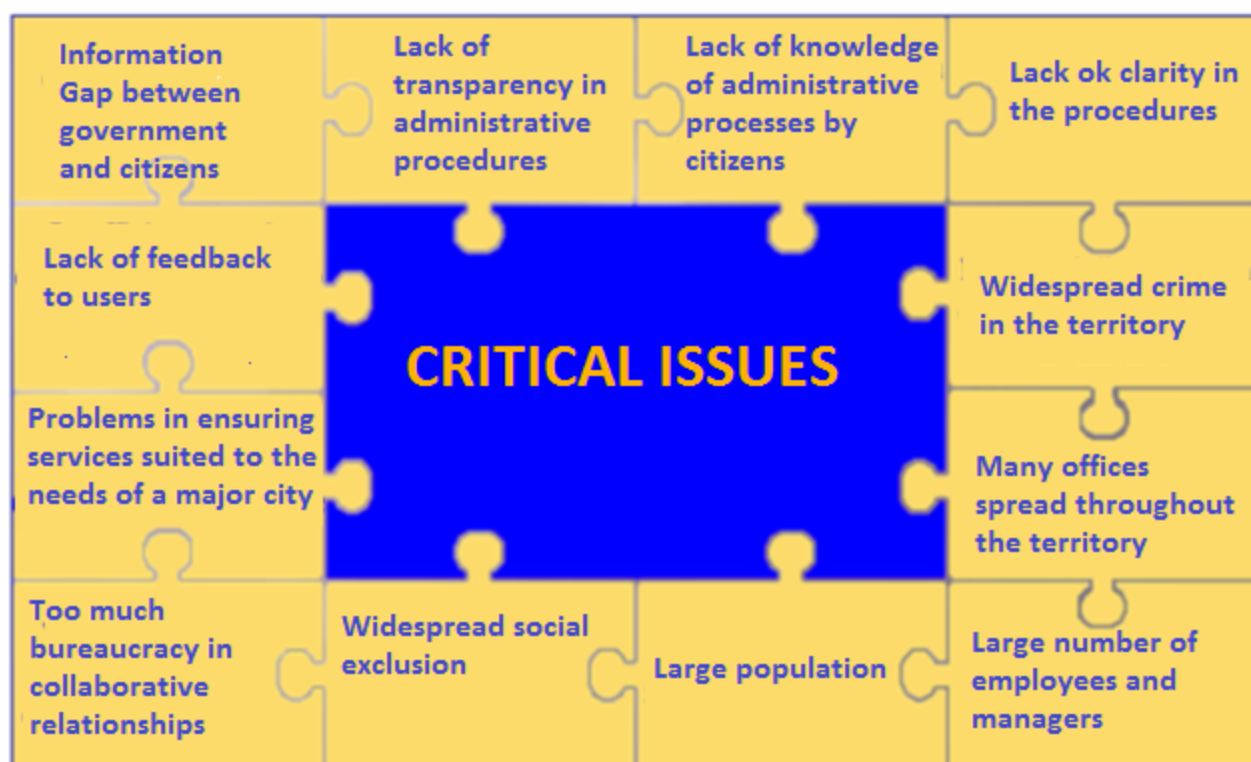 Information
Gap between
government
and citizens
Lack of
transparency in
administrative
procedures
Lack of knowledge
of administrative
processes by
citizens
Lack ok clarity in
the procedures
Lack of feedback
to users
CRITICAL ISSUES
Widespread crime
in the territory
Problems in ensuring
services suited to the
needs of a major city
Many offices
spread throughout
the territory
Too much
bureaucracy in
collaborative
relationships
Widespread social
exclusion
Large population
Large number of
employees and
managers